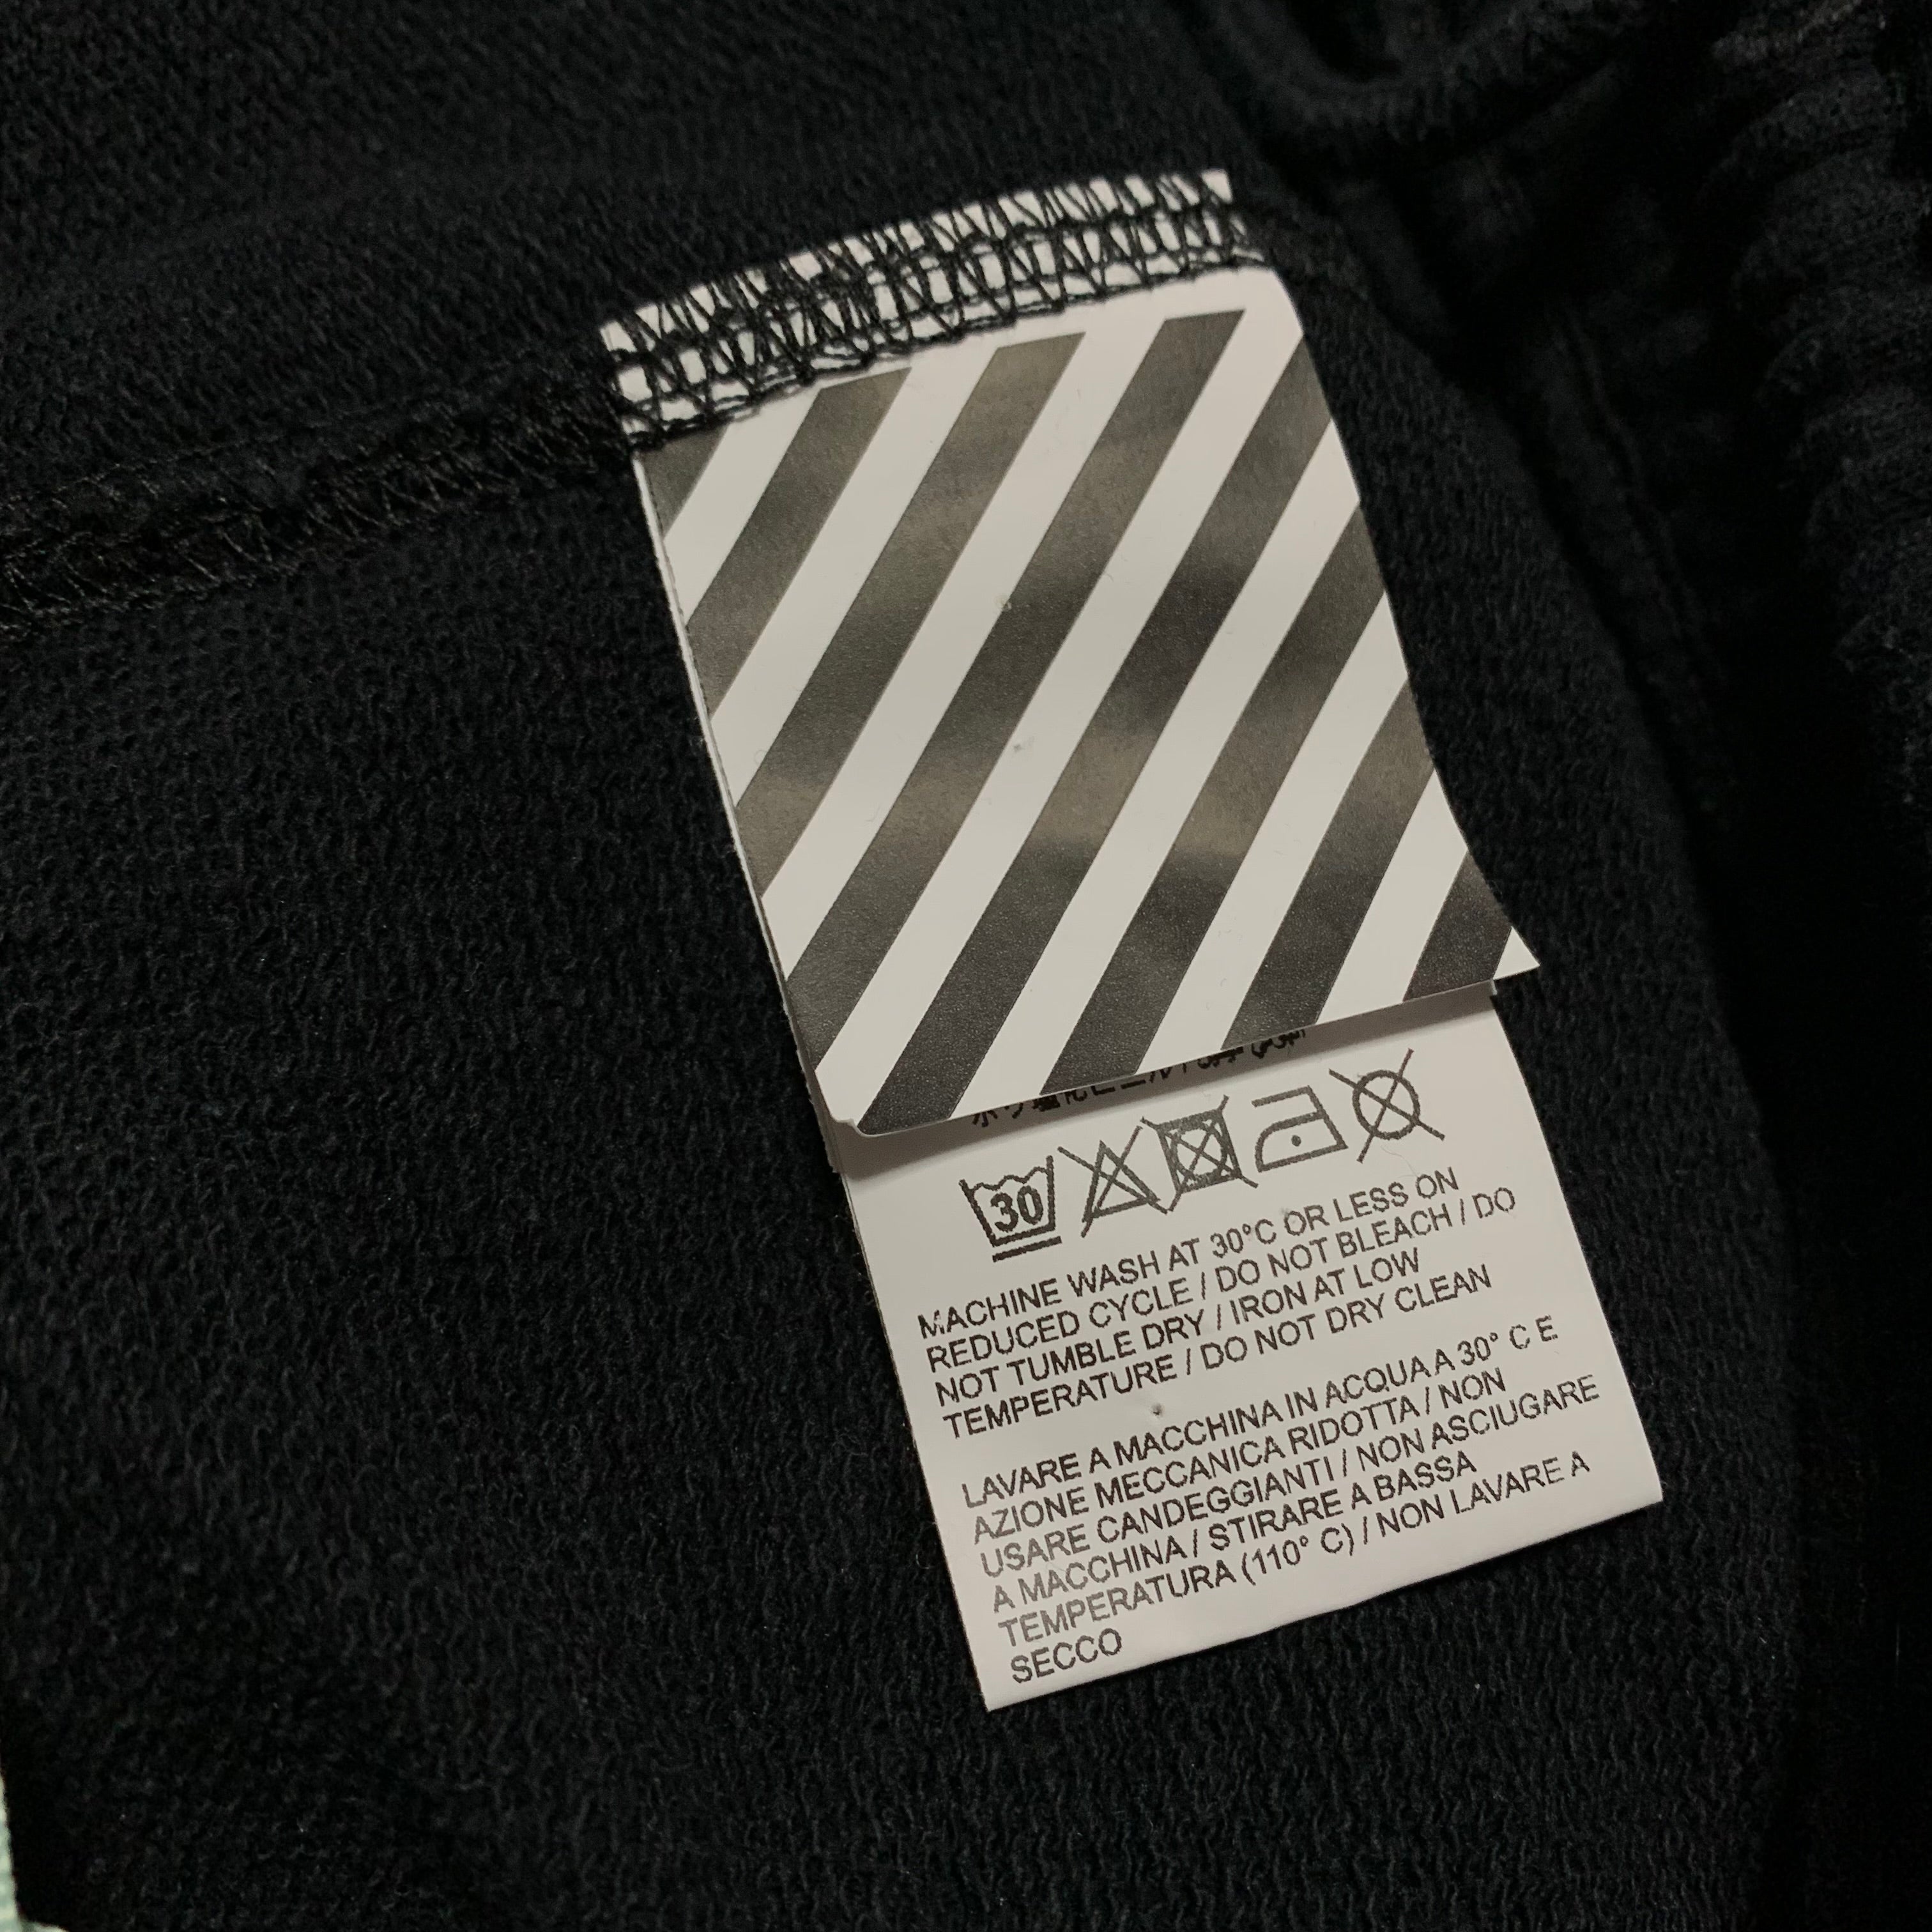 30
MACHINE WASH AT 30°C OR LESS ON
REDUCED CYCLE / DO NOT BLEACH / DO
NOT TUMBLE DRY / IRON AT LOW
TEMPERATURE / DO NOT DRY CLEAN
LAVARE A MACCHINA IN ACQUA A 30° C E
AZIONE MECCANICA RIDOTTA / NON
USARE CANDEGGIANTI / NON ASCIUGARE
A MACCHINA / STIRARE A BASSA
TEMPERATURA (110° C) / NON LAVARE A
SECCO